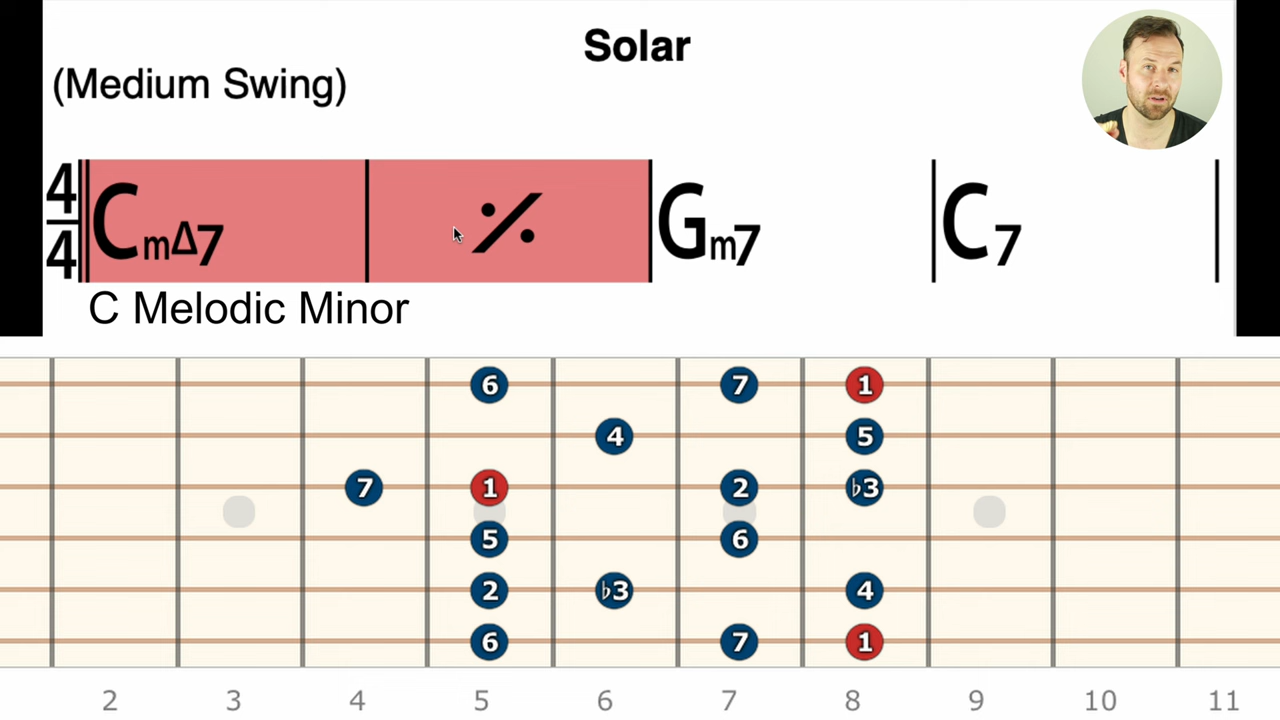 Solar
(Medium Swing)
4/4 CmΔ7 ٪ Gm7 C7
C Melodic Minor
6 7 1
4 5
7 1 2 ♭3
5 6
2 ♭3 4
6 7 1
2 3 4 5 6 7 8 9 10 11